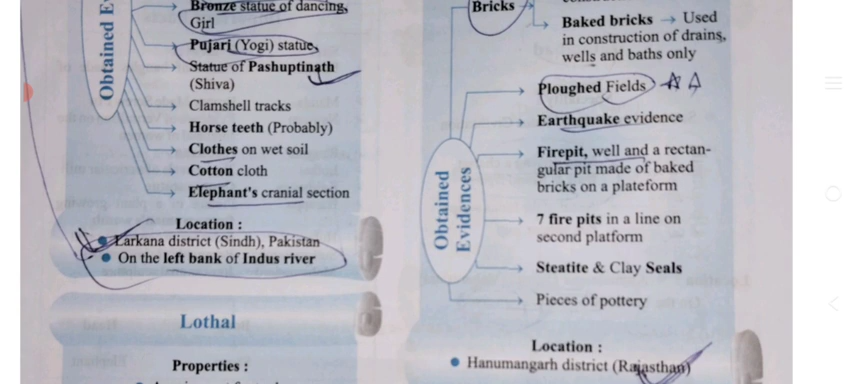 Obtained Ev
Bronze statue of dancing,
Girl
Pujari (Yogi) statue,
Statue of Pashuptinath
(Shiva)
Clamshell tracks
Horse teeth (Probably)
Clothes on wet soil
Cotton cloth
Elephant's cranial section
Location :
Larkana district (Sindh), Pakistan
On the left bank of Indus river
Lothal
Properties :
Bricks
Baked bricks → Used
in construction of drains,
wells and baths only
Ploughed Fields
Earthquake evidence
Firepit, well and a rectan-
gular pit made of baked
bricks on a plateform
Obtained
Evidences
7 fire pits in a line on
second platform
Steatite & Clay Seals
Pieces of pottery
Location :
Hanumangarh district (Rajasthan)